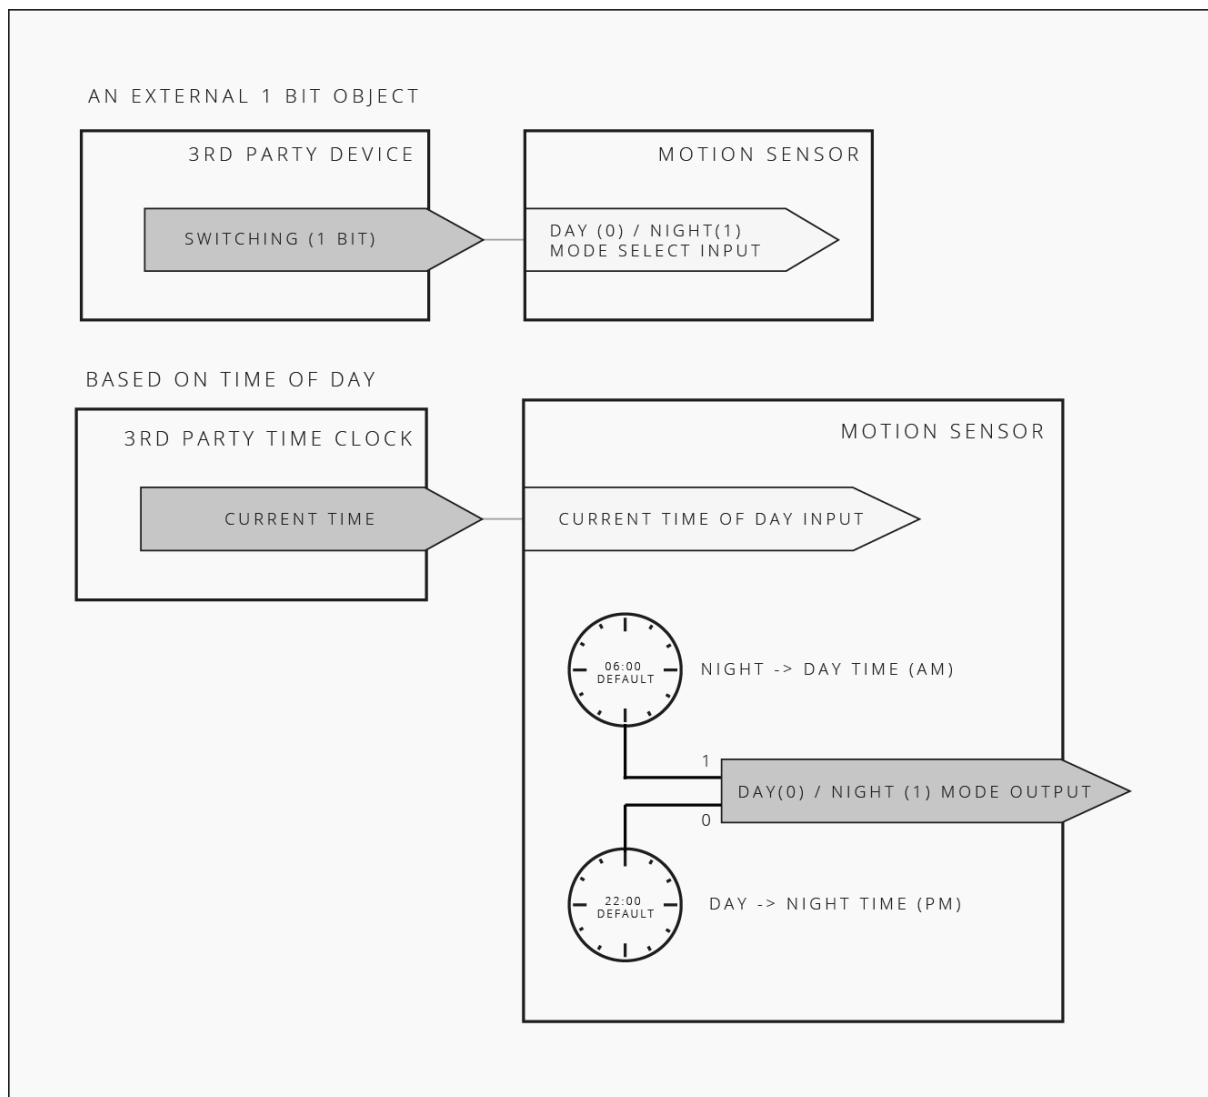 AN EXTERNAL 1 BIT OBJECT
3RD PARTY DEVICE
MOTION SENSOR
SWITCHING (1 BIT)
DAY (0) / NIGHT(1)
MODE SELECT INPUT
BASED ON TIME OF DAY
3RD PARTY TIME CLOCK
MOTION SENSOR
CURRENT TIME
CURRENT TIME OF DAY INPUT
06:00
DEFAULT
NIGHT -> DAY TIME (AM)
1
DAY(0) / NIGHT (1) MODE OUTPUT
0
22:00
DEFAULT
DAY -> NIGHT TIME (PM)